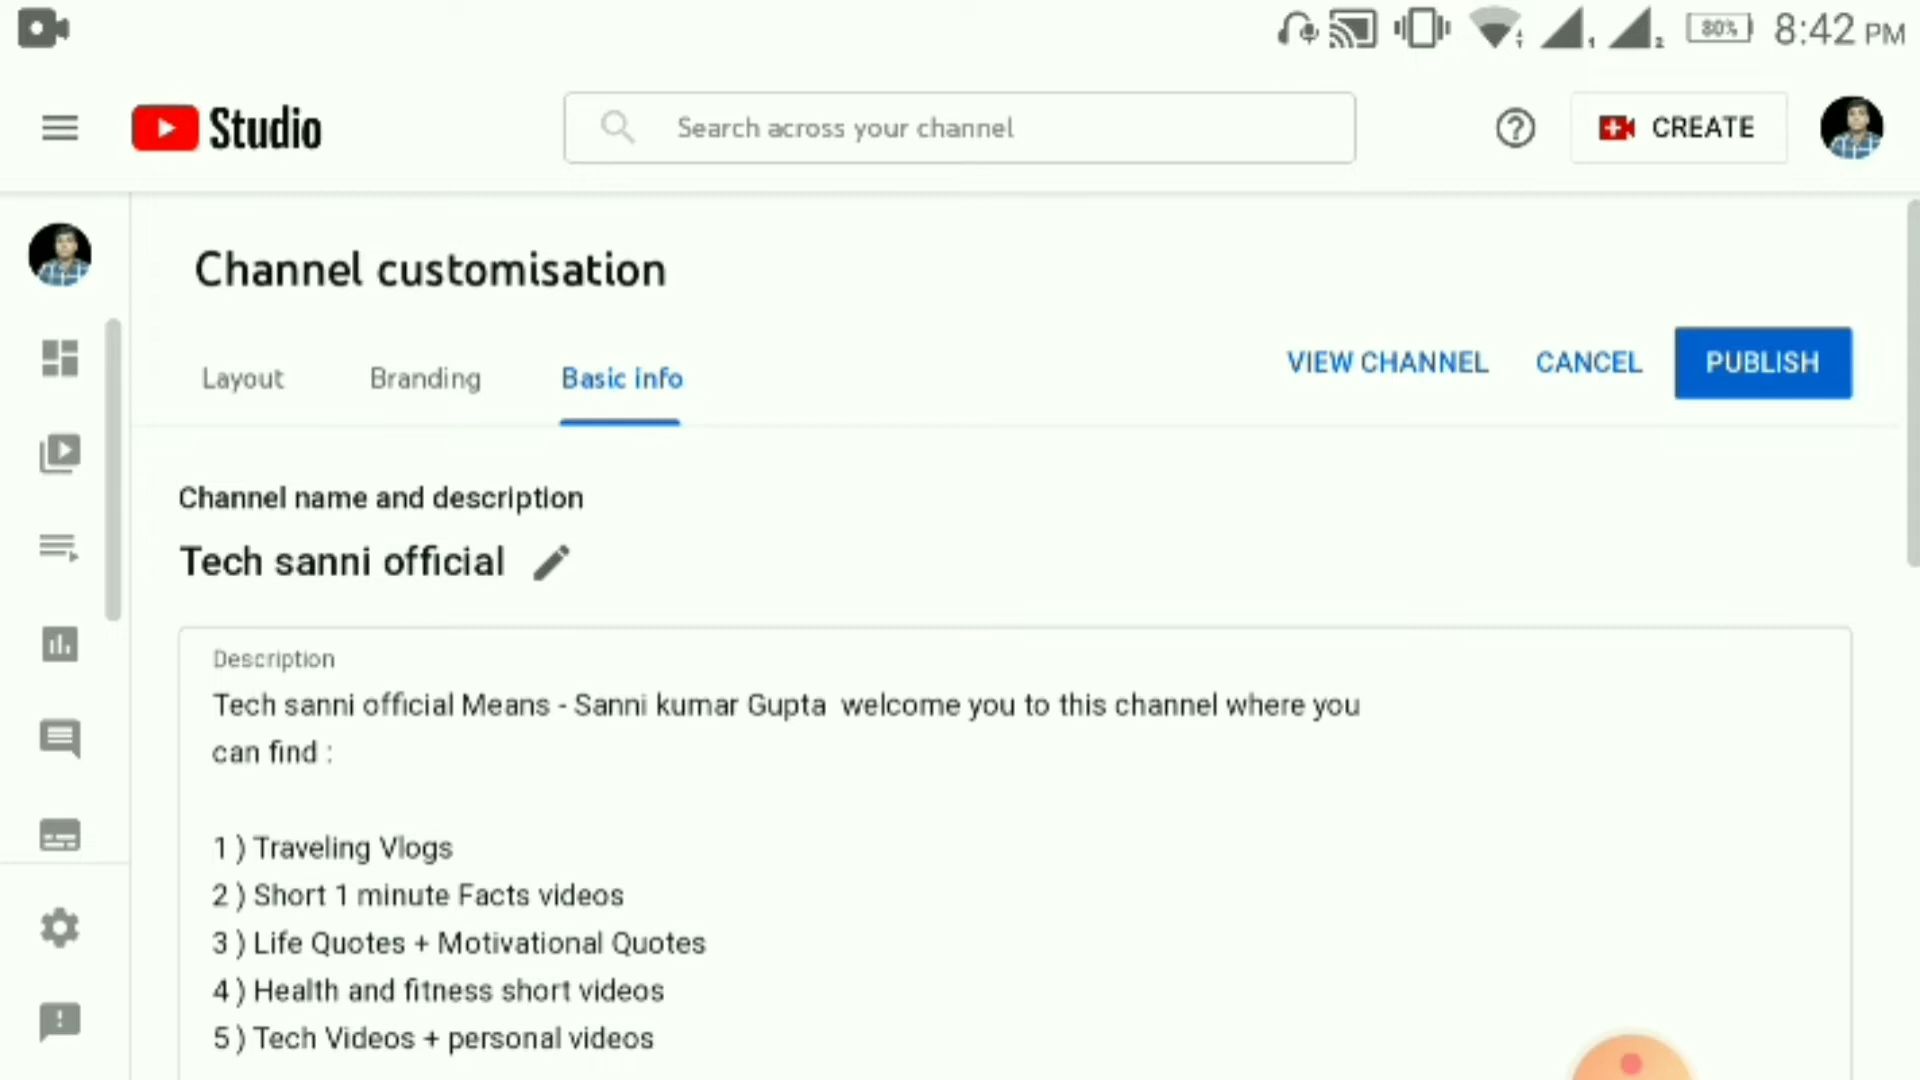 80% 8:42 PM
Studio
Search across your channel
CREATE
Channel customisation
Layout Branding Basic info
VIEW CHANNEL CANCEL PUBLISH
Channel name and description
Tech sanni official
Description
Tech sanni official Means - Sanni kumar Gupta welcome you to this channel where you
can find :
1 ) Traveling Vlogs
2 ) Short 1 minute Facts videos
3 ) Life Quotes + Motivational Quotes
4 ) Health and fitness short videos
5 ) Tech Videos + personal videos